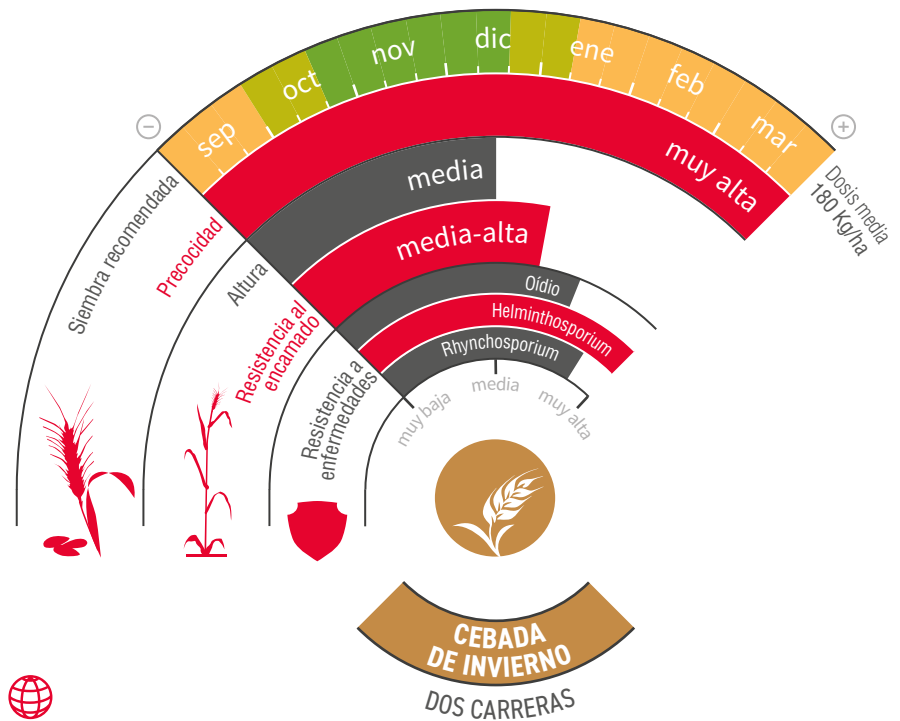 sep
oct
nov
dic
ene
feb
mar
−
+
Siembra recomendada
Dosis media
180 Kg/ha
Precocidad
muy alta
Altura
media
Resistencia al
encamado
media-alta
Resistencia a
enfermedades
Oídio
Helminthosporium
Rhynchosporium
muy baja
media
muy alta
CEBADA
DE INVIERNO
DOS CARRERAS